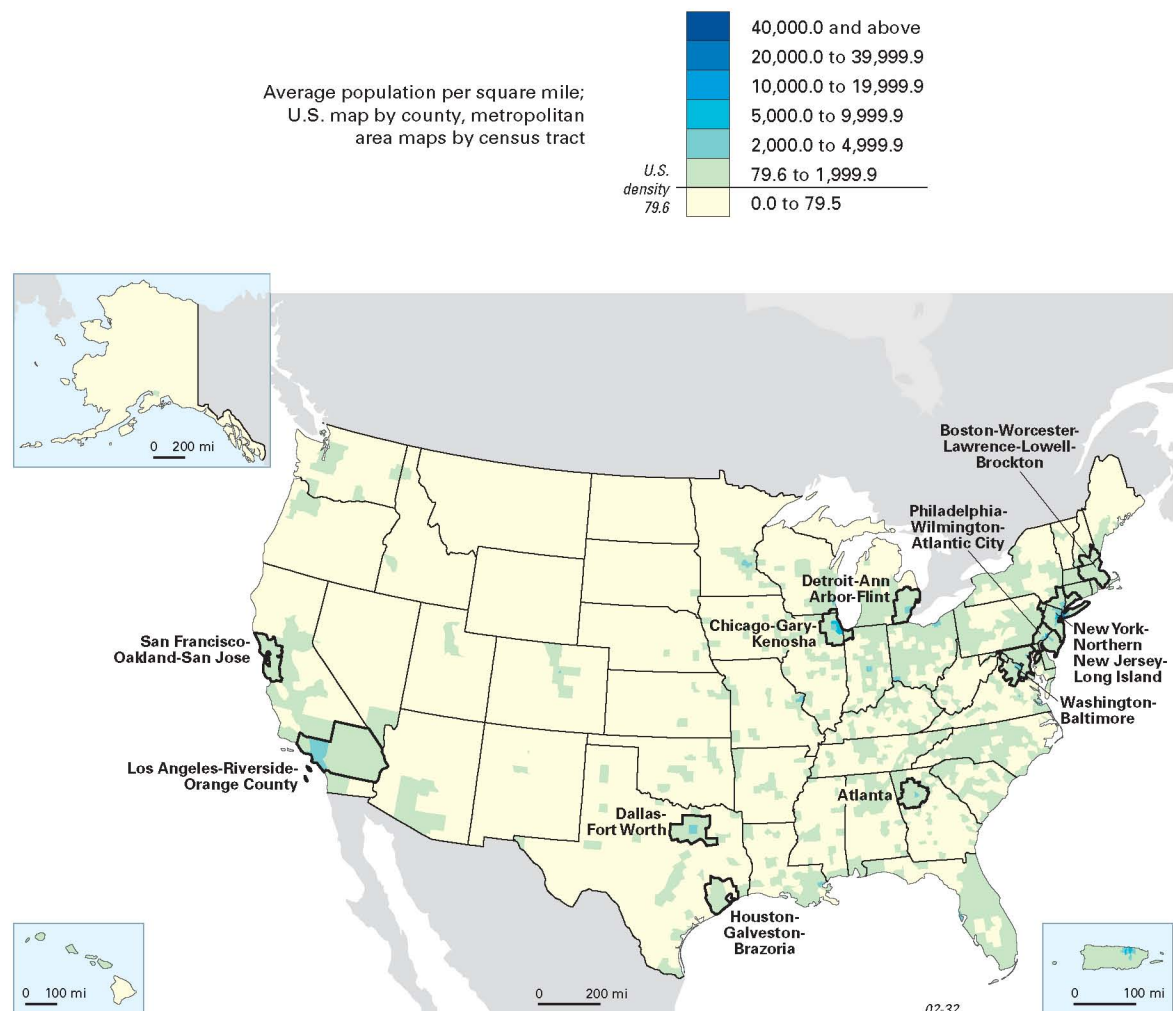 40,000.0 and above
20,000.0 to 39,999.9
10,000.0 to 19,999.9
5,000.0 to 9,999.9
2,000.0 to 4,999.9
79.6 to 1,999.9
0.0 to 79.5
Average population per square mile;
U.S. map by county, metropolitan
area maps by census tract
U.S.
density
79.6
0 200 mi
Boston-Worcester-
Lawrence-Lowell-
Brockton
Philadelphia-
Wilmington-
Atlantic City
Detroit-Ann
Arbor-Flint
Chicago-Gary-
Kenosha
San Francisco-
Oakland-San Jose
New York-
Northern
New Jersey-
Long Island
Washington-
Baltimore
Los Angeles-Riverside-
Orange County
Atlanta
Dallas-
Fort Worth
Houston-
Galveston-
Brazoria
0 100 mi
0 200 mi
02-32
0 100 mi